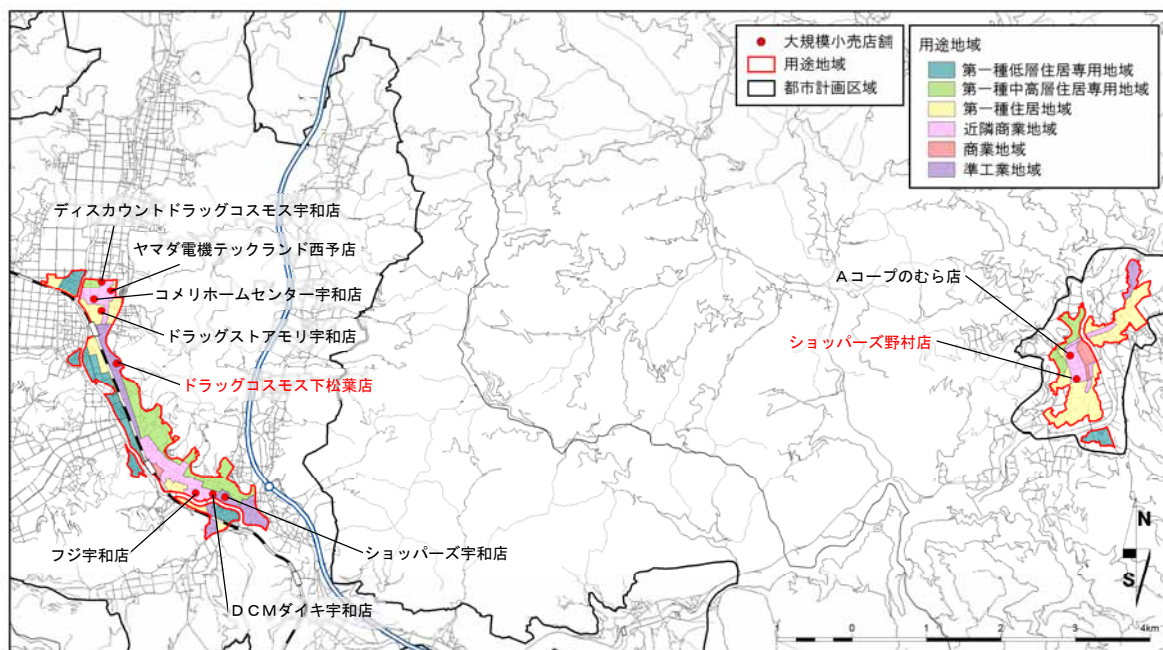 大規模小売店舗
用途地域
都市計画区域
用途地域
第一種低層住居専用地域
第一種中高層住居専用地域
第一種住居地域
近隣商業地域
商業地域
準工業地域
ディスカウントドラッグコスモス宇和店
ヤマダ電機テックランド西予店
コメリホームセンター宇和店
ドラッグストアモリ宇和店
ドラッグコスモス下松葉店
フジ宇和店
ショッパーズ宇和店
DCMダイキ宇和店
Aコープのむら店
ショッパーズ野村店
N
S
1 0 1 2 3 4km